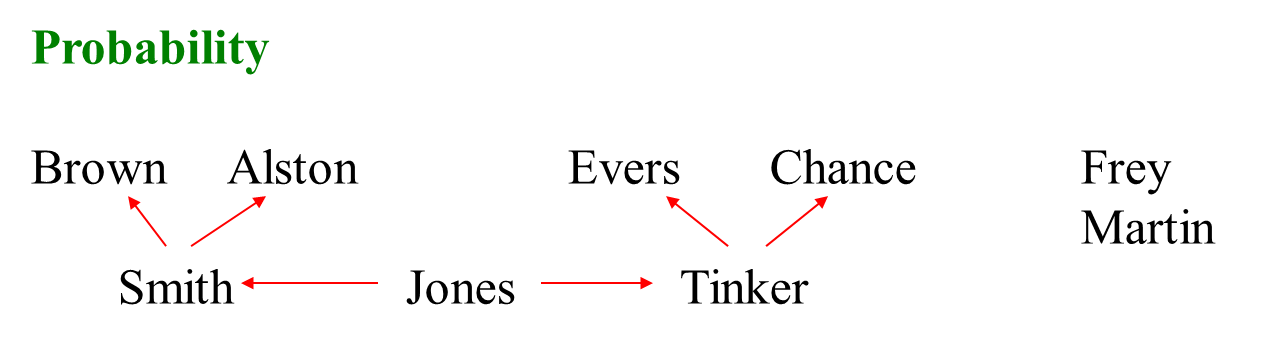 Probability
Brown Alston Evers Chance Frey
Martin
Smith Jones Tinker